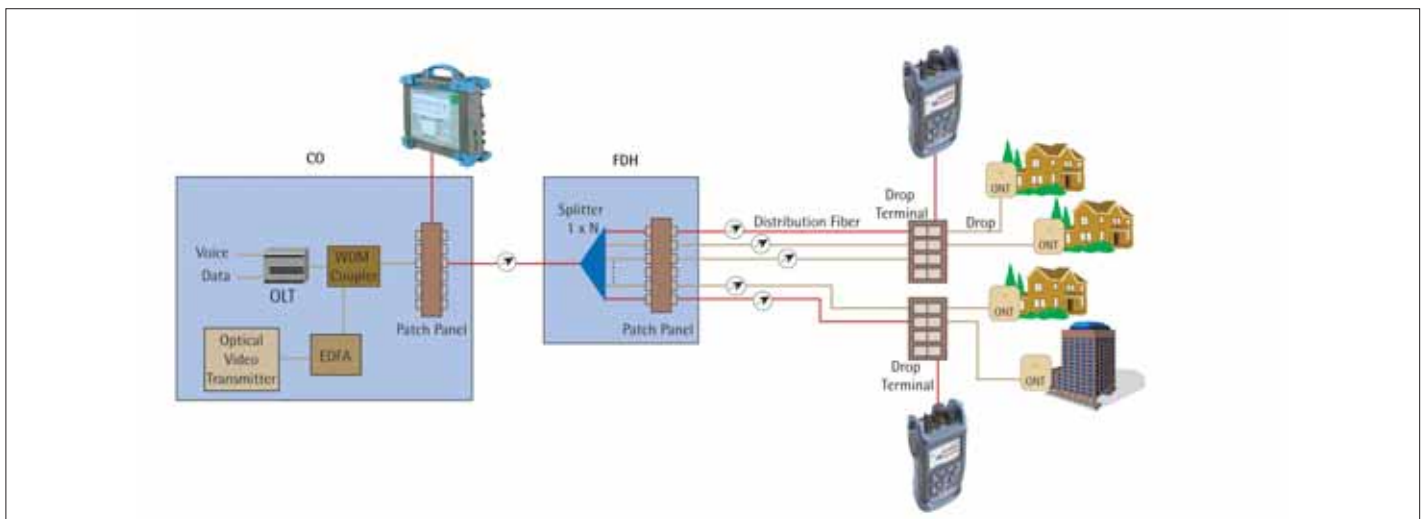 CO
FDH
Voice
Data
OLT
WDM
Coupler
Patch Panel
Optical
Video
Transmitter
EDFA
Splitter
1 x N
Patch Panel
Distribution Fiber
Drop
Terminal
Drop
Drop
Terminal
ONT
ONT
ONT
ONT